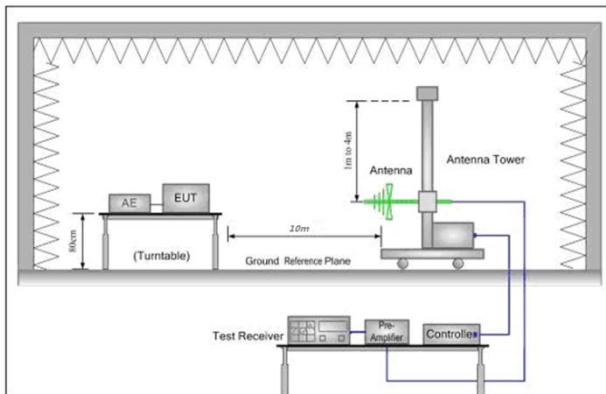 1m to 4m
Antenna
Antenna Tower
AE
EUT
80cm
(Turntable)
10m
Ground Reference Plane
Test Receiver
Pre-
Amplifier
Controller